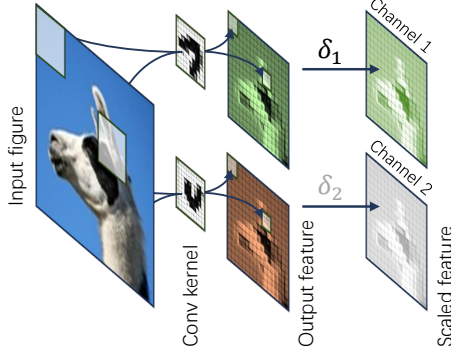 Input figure
Conv kernel
Output feature
Scaled feature
δ₁
Channel 1
δ₂
Channel 2